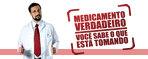 MEDICAMENTO
VERDADEIRO
VOCÊ SABE O QUE
ESTÁ TOMANDO